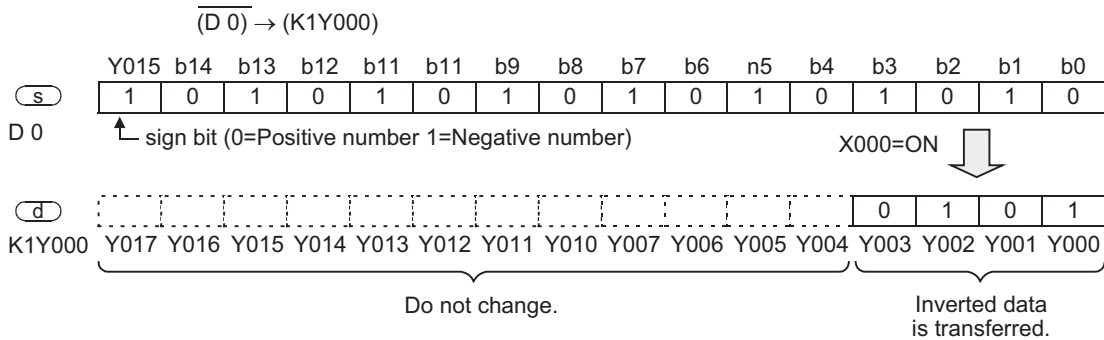 (D 0) → (K1Y000)
Y015 b14 b13 b12 b11 b11 b9 b8 b7 b6 n5 b4 b3 b2 b1 b0
s 1 0 1 0 1 0 1 0 1 0 1 0 1 0 1 0
D 0 sign bit (0=Positive number 1=Negative number) X000=ON
d 0 1 0 1
K1Y000 Y017 Y016 Y015 Y014 Y013 Y012 Y011 Y010 Y007 Y006 Y005 Y004 Y003 Y002 Y001 Y000
Do not change. Inverted data
is transferred.